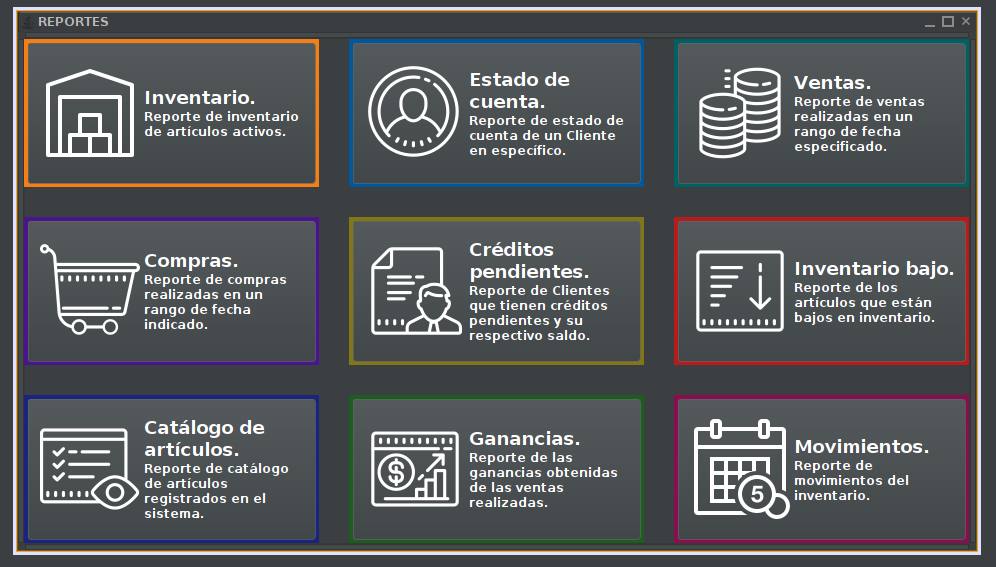 REPORTES
Inventario.
Reporte de inventario
de artículos activos.
Estado de
cuenta.
Reporte de estado de
cuenta de un Cliente
en específico.
Ventas.
Reporte de ventas
realizadas en un
rango de fecha
especificado.
Compras.
Reporte de compras
realizadas en un
rango de fecha
indicado.
Créditos
pendientes.
Reporte de Clientes
que tienen créditos
pendientes y su
respectivo saldo.
Inventario bajo.
Reporte de los
artículos que están
bajos en inventario.
Catálogo de
artículos.
Reporte de catálogo
de artículos
registrados en el
sistema.
$
Ganancias.
Reporte de las
ganancias obtenidas
de las ventas
realizadas.
5
Movimientos.
Reporte de
movimientos del
inventario.